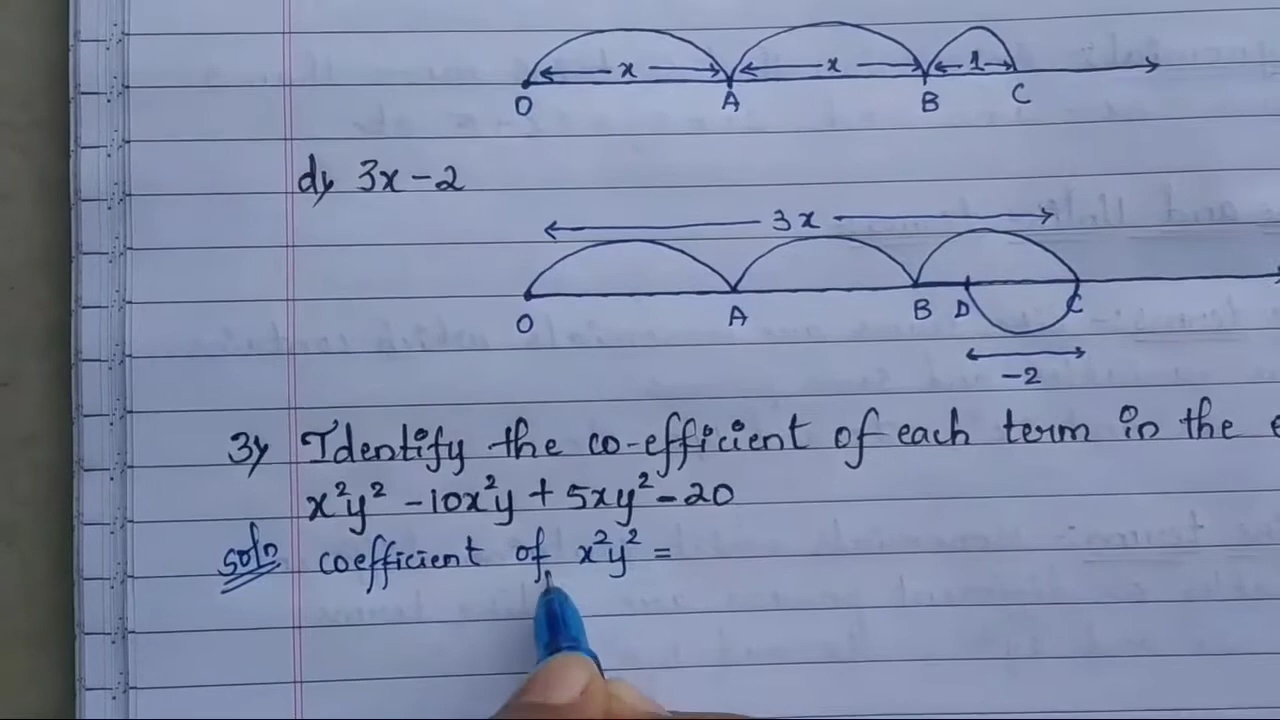 x x 1
O A B C
d) 3x - 2
3x
O A B D C
-2
3) Identify the co-efficient of each term in the
x²y² - 10x²y + 5xy² - 20
Soln coefficient of x²y² =